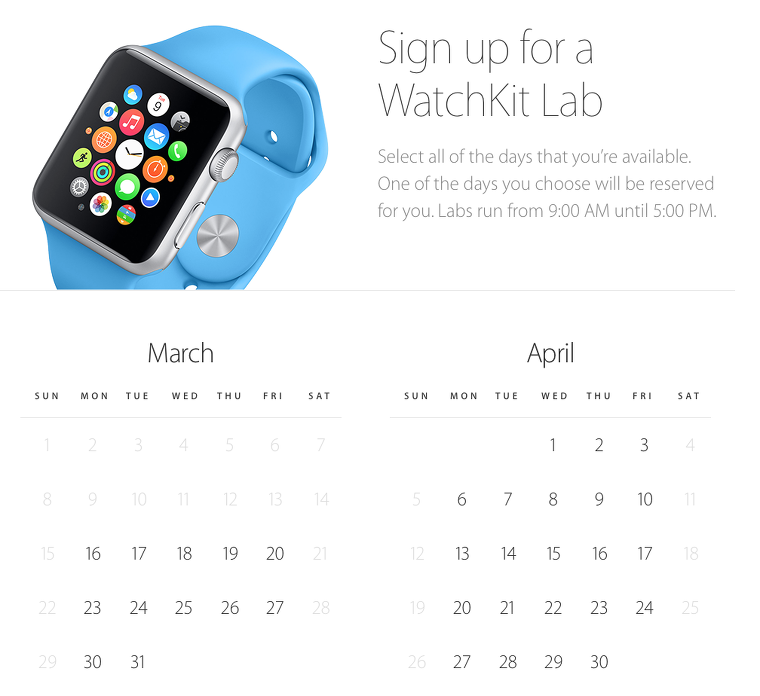 9
Sign up for a
WatchKit Lab
Select all of the days that you’re available.
One of the days you choose will be reserved
for you. Labs run from 9:00 AM until 5:00 PM.
March
SUN MON TUE WED THU FRI SAT
1 2 3 4 5 6 7
8 9 10 11 12 13 14
15 16 17 18 19 20 21
22 23 24 25 26 27 28
29 30 31
April
SUN MON TUE WED THU FRI SAT
1 2 3 4
5 6 7 8 9 10 11
12 13 14 15 16 17 18
19 20 21 22 23 24 25
26 27 28 29 30